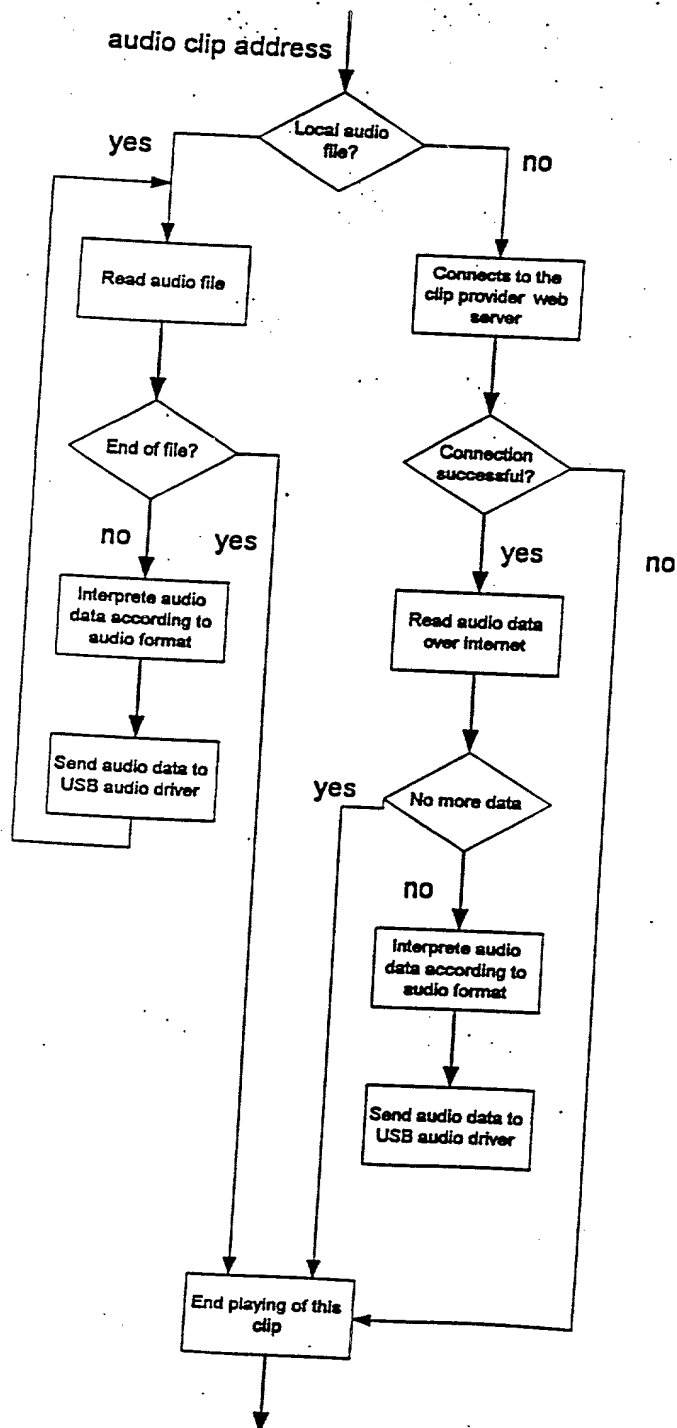 audio clip address
Local audio
file?
yes
no
Read audio file
Connects to the
clip provider web
server
End of file?
Connection
successful?
no
yes
yes
no
Interprete audio
data according to
audio format
Read audio data
over internet
Send audio data to
USB audio driver
yes
No more data
no
Interprete audio
data according to
audio format
Send audio data to
USB audio driver
End playing of this
clip